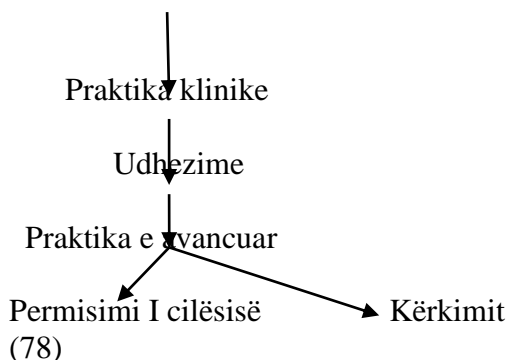 Praktika klinike
Udhezime
Praktika e avancuar
Permisimi I cilësisë Kërkimit
(78)